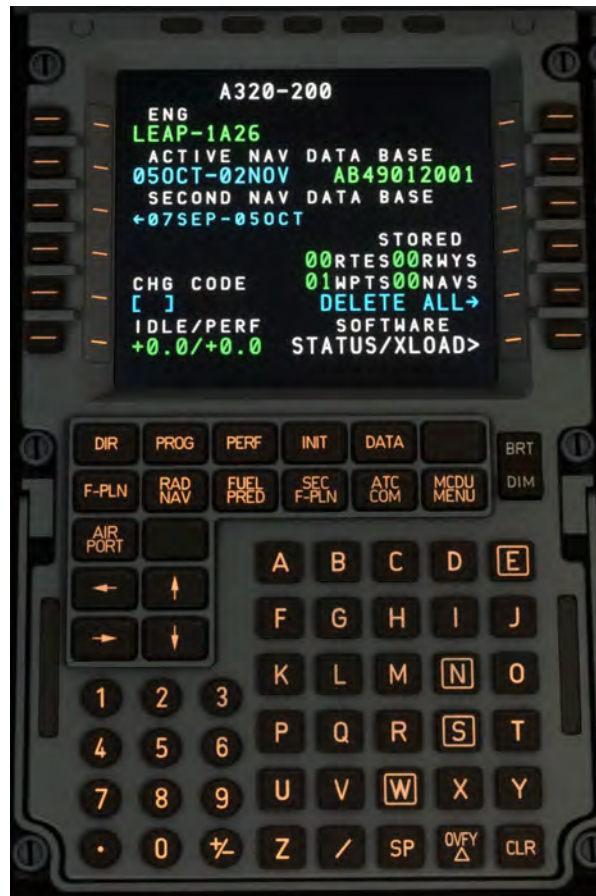 A320-200
ENG
LEAP-1A26
ACTIVE NAV DATA BASE
05OCT-02NOV AB49012001
SECOND NAV DATA BASE
←07SEP-05OCT
STORED
00RTES00RWYS
CHG CODE 01WPTS00NAVS
[ ] DELETE ALL→
IDLE/PERF SOFTWARE
+0.0/+0.0 STATUS/XLOAD>
DIR PROG PERF INIT DATA BRT
F-PLN RAD NAV FUEL PRED SEC F-PLN ATC COM MCDU MENU DIM
AIR PORT
← ↑
→ ↓
A B C D E
F G H I J
K L M N O
1 2 3
P Q R S T
4 5 6
U V W X Y
7 8 9
Z / SP OVFY △ CLR
. 0 +/-